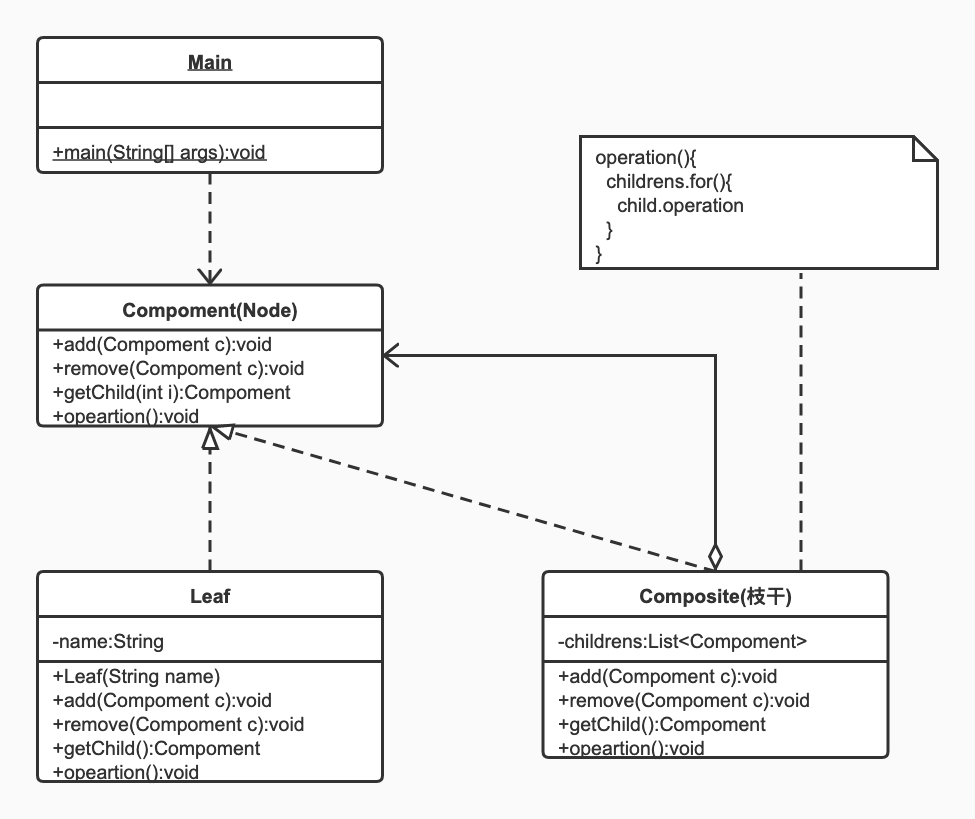 Main
+main(String[] args):void
operation(){
childrens.for(){
child.operation
}
}
Compoment(Node)
+add(Compoment c):void
+remove(Compoment c):void
+getChild(int i):Compoment
+opeartion():void
Leaf
-name:String
+Leaf(String name)
+add(Compoment c):void
+remove(Compoment c):void
+getChild():Compoment
+opeartion():void
Composite(枝干)
-childrens:List<Compoment>
+add(Compoment c):void
+remove(Compoment c):void
+getChild():Compoment
+opeartion():void